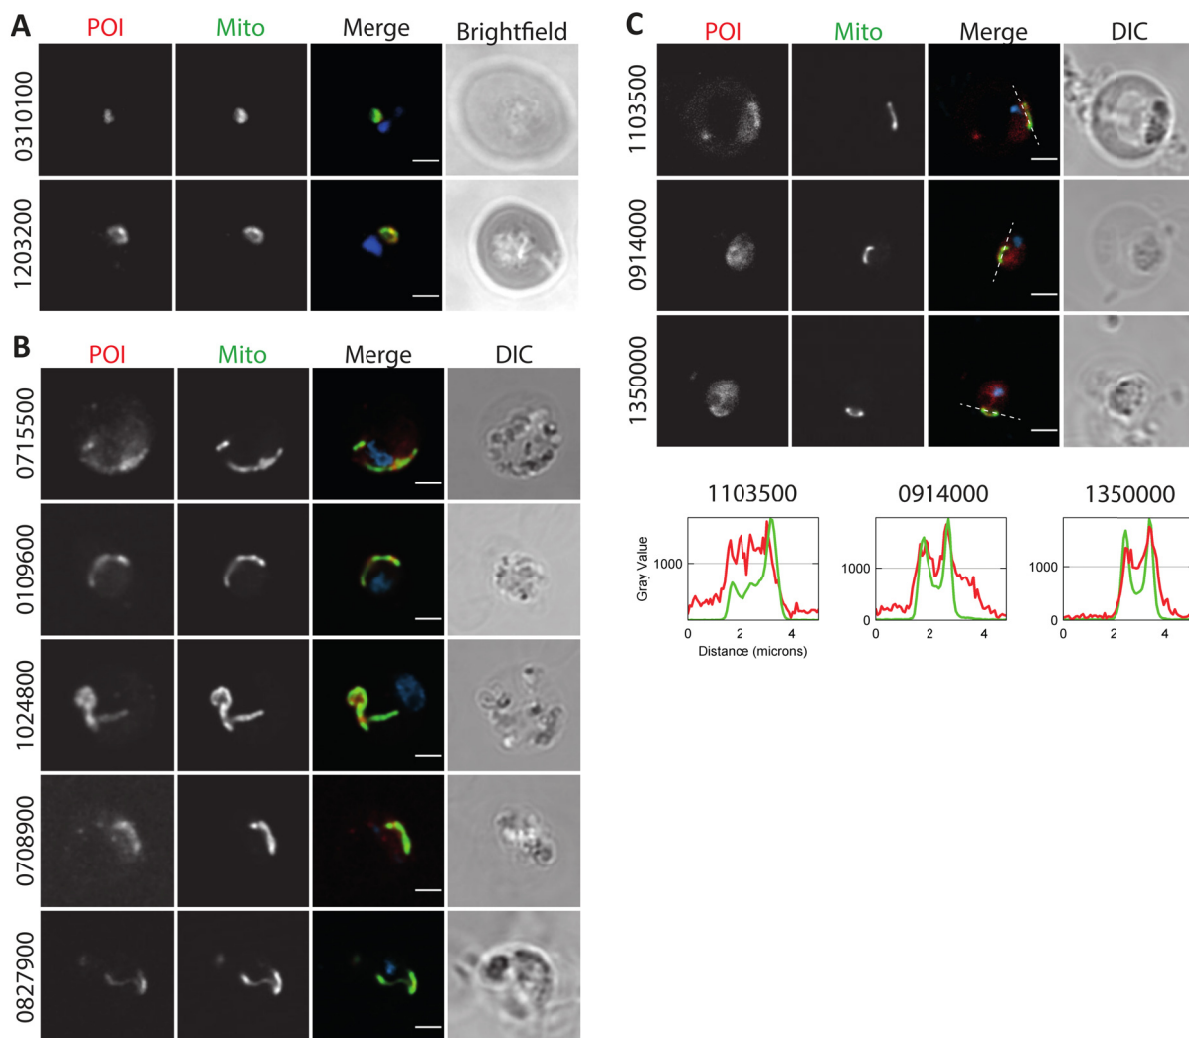 A
POI Mito Merge Brightfield
0310100
1203200
B
POI Mito Merge DIC
0715500
0109600
1024800
0708900
0827900
C
POI Mito Merge DIC
1103500
0914000
1350000
1103500 0914000 1350000
Gray Value
1000
0 2 4
Distance (microns)
1000
0
0 2 4
1000
0
0 2 4